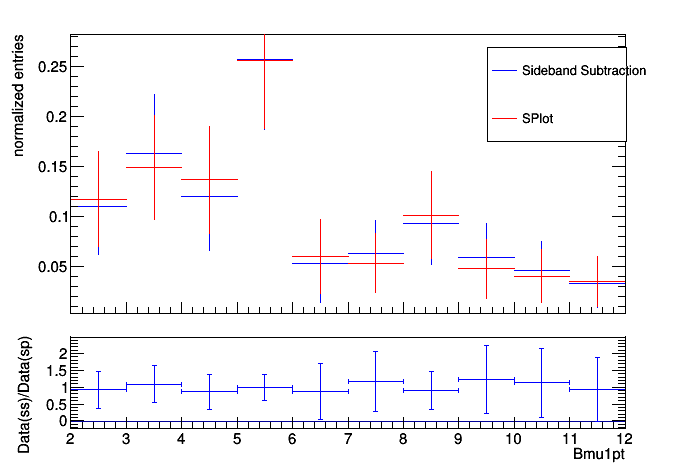 normalized entries
0.25
0.2
0.15
0.1
0.05
Sideband Subtraction
SPlot
Data(ss)/Data(sp)
2
1.5
1
0.5
0
2 3 4 5 6 7 8 9 10 11 12
Bmu1pt